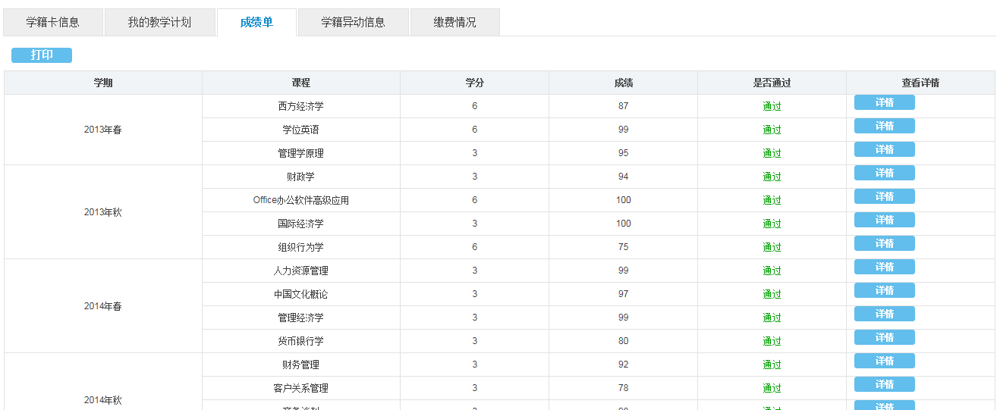 学籍卡信息 我的教学计划 成绩单 学籍异动信息 缴费情况
打印
学期 课程 学分 成绩 是否通过 查看详情
西方经济学 6 87 通过 详情
2013年春 学位英语 6 99 通过 详情
管理学原理 3 95 通过 详情
财政学 3 94 通过 详情
Office办公软件高级应用 6 100 通过 详情
2013年秋
国际经济学 3 100 通过 详情
组织行为学 6 75 通过 详情
人力资源管理 3 99 通过 详情
中国文化概论 3 97 通过 详情
2014年春
管理经济学 3 99 通过 详情
货币银行学 3 80 通过 详情
财务管理 3 92 通过 详情
客户关系管理 3 78 通过 详情
2014年秋
通过 详情